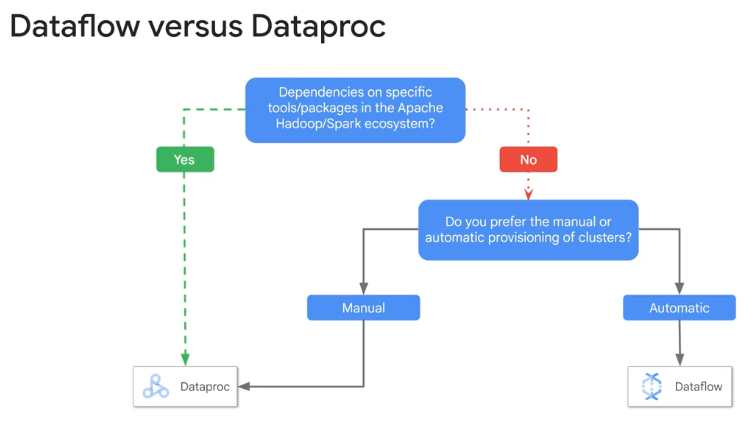 Dataflow versus Dataproc
Dependencies on specific
tools/packages in the Apache
Hadoop/Spark ecosystem?
Yes
No
Do you prefer the manual or
automatic provisioning of clusters?
Manual
Automatic
Dataproc
Dataflow